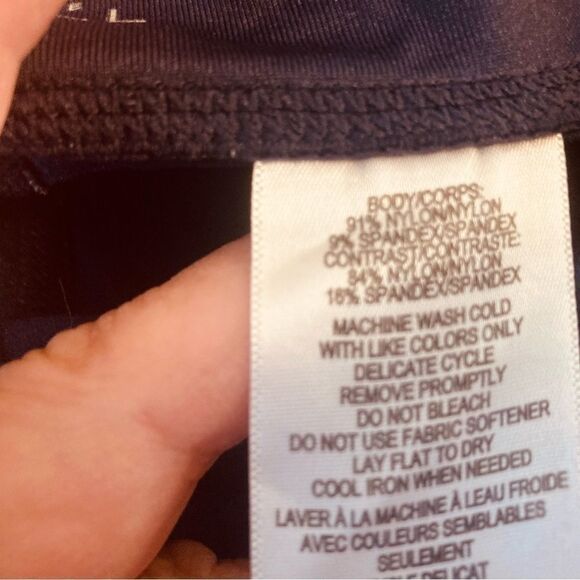 BODY/CORPS:
91% NYLON/NYLON
9% SPANDEX/SPANDEX
CONTRAST/CONTRASTE:
84% NYLON/NYLON
16% SPANDEX/SPANDEX
MACHINE WASH COLD
WITH LIKE COLORS ONLY
DELICATE CYCLE
REMOVE PROMPTLY
DO NOT BLEACH
DO NOT USE FABRIC SOFTENER
LAY FLAT TO DRY
COOL IRON WHEN NEEDED
LAVER À LA MACHINE À LEAU FROIDE
AVEC COULEURS SEMBLABLES
SEULEMENT
DELICAT